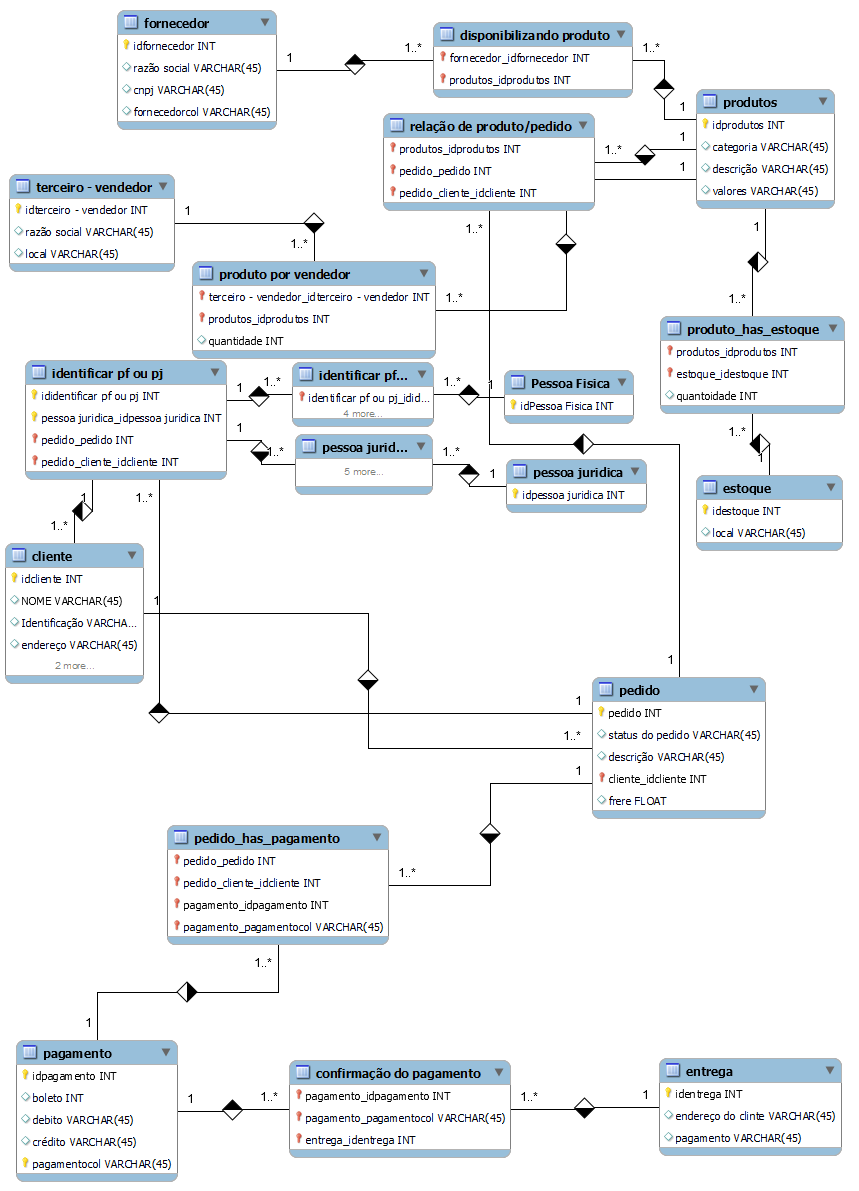 fornecedor
idfornecedor INT
razão social VARCHAR(45)
cnpj VARCHAR(45)
fornecedorcol VARCHAR(45)
1
1..*
disponibilizando produto
fornecedor_idfornecedor INT
produtos_idprodutos INT
1..*
1
produtos
idprodutos INT
categoria VARCHAR(45)
descrição VARCHAR(45)
valores VARCHAR(45)
relação de produto/pedido
produtos_idprodutos INT
pedido_pedido INT
pedido_cliente_idcliente INT
1..*
1
1
1..*
terceiro - vendedor
idterceiro - vendedor INT
razão social VARCHAR(45)
local VARCHAR(45)
1
1..*
produto por vendedor
terceiro - vendedor_idterceiro - vendedor INT
produtos_idprodutos INT
quantidade INT
1..*
1
1..*
produto_has_estoque
produtos_idprodutos INT
estoque_idestoque INT
quantoidade INT
1..*
1
estoque
idestoque INT
local VARCHAR(45)
identificar pf ou pj
ididentificar pf ou pj INT
pessoa juridica_idpessoa juridica INT
pedido_pedido INT
pedido_cliente_idcliente INT
1
1..*
identificar pf...
identificar pf ou pj_idid...
4 more...
1..*
1
Pessoa Fisica
idPessoa Fisica INT
1
1..*
pessoa jurid...
5 more...
1..*
1
pessoa juridica
idpessoa juridica INT
1
1..*
1..*
cliente
idcliente INT
NOME VARCHAR(45)
Identificação VARCHA...
endereço VARCHAR(45)
2 more...
1
1
1
1..*
1
pedido
pedido INT
status do pedido VARCHAR(45)
descrição VARCHAR(45)
cliente_idcliente INT
frere FLOAT
pedido_has_pagamento
pedido_pedido INT
pedido_cliente_idcliente INT
pagamento_idpagamento INT
pagamento_pagamentocol VARCHAR(45)
1..*
1..*
1
pagamento
idpagamento INT
boleto INT
debito VARCHAR(45)
crédito VARCHAR(45)
pagamentocol VARCHAR(45)
1
1..*
confirmação do pagamento
pagamento_idpagamento INT
pagamento_pagamentocol VARCHAR(45)
entrega_identrega INT
1..*
1
entrega
identrega INT
endereço do clinte VARCHAR(45)
pagamento VARCHAR(45)